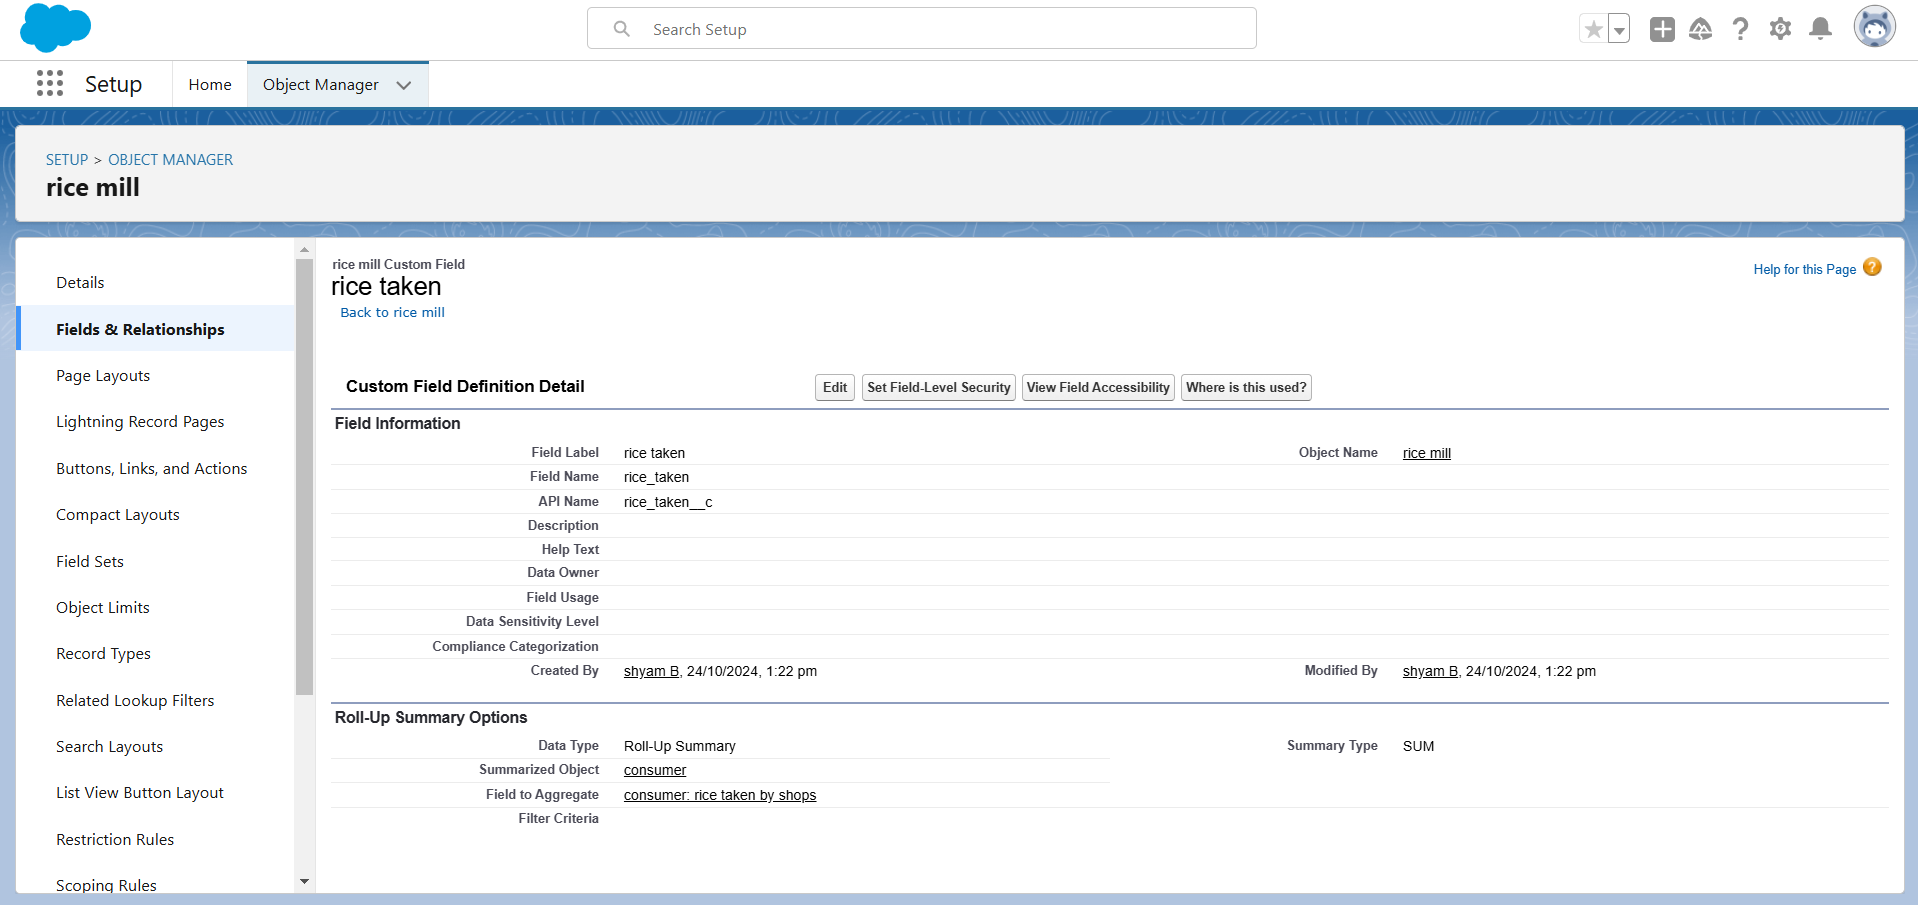 Search Setup
Setup
Home
Object Manager
SETUP > OBJECT MANAGER
rice mill
Details
Fields & Relationships
Page Layouts
Lightning Record Pages
Buttons, Links, and Actions
Compact Layouts
Field Sets
Object Limits
Record Types
Related Lookup Filters
Search Layouts
List View Button Layout
Restriction Rules
Scoping Rules
rice mill Custom Field
rice taken
Back to rice mill
Help for this Page ?
Custom Field Definition Detail
Edit
Set Field-Level Security
View Field Accessibility
Where is this used?
Field Information
Field Label rice taken
Object Name rice mill
Field Name rice_taken
API Name rice_taken__c
Description
Help Text
Data Owner
Field Usage
Data Sensitivity Level
Compliance Categorization
Created By shyam B, 24/10/2024, 1:22 pm
Modified By shyam B, 24/10/2024, 1:22 pm
Roll-Up Summary Options
Data Type Roll-Up Summary
Summary Type SUM
Summarized Object consumer
Field to Aggregate consumer: rice taken by shops
Filter Criteria